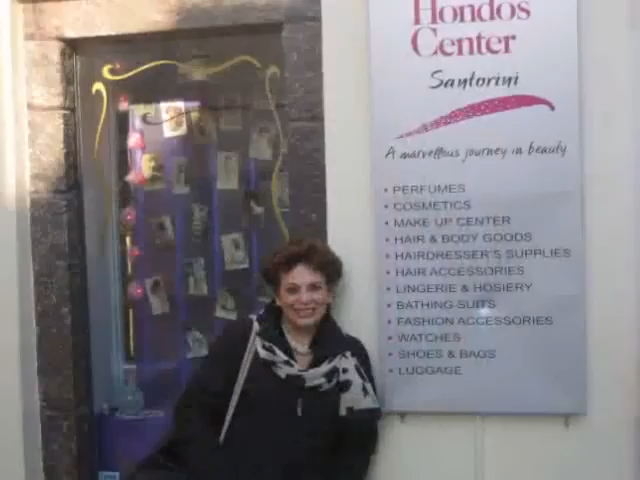 Hondos
Center
Santorini
A marvellous journey in beauty
• PERFUMES
• COSMETICS
• MAKE UP CENTER
• HAIR & BODY GOODS
• HAIRDRESSER'S SUPPLIES
• HAIR ACCESSORIES
• LINGERIE & HOSIERY
• BATHING SUITS
• FASHION ACCESSORIES
• WATCHES
• SHOES & BAGS
• LUGGAGE